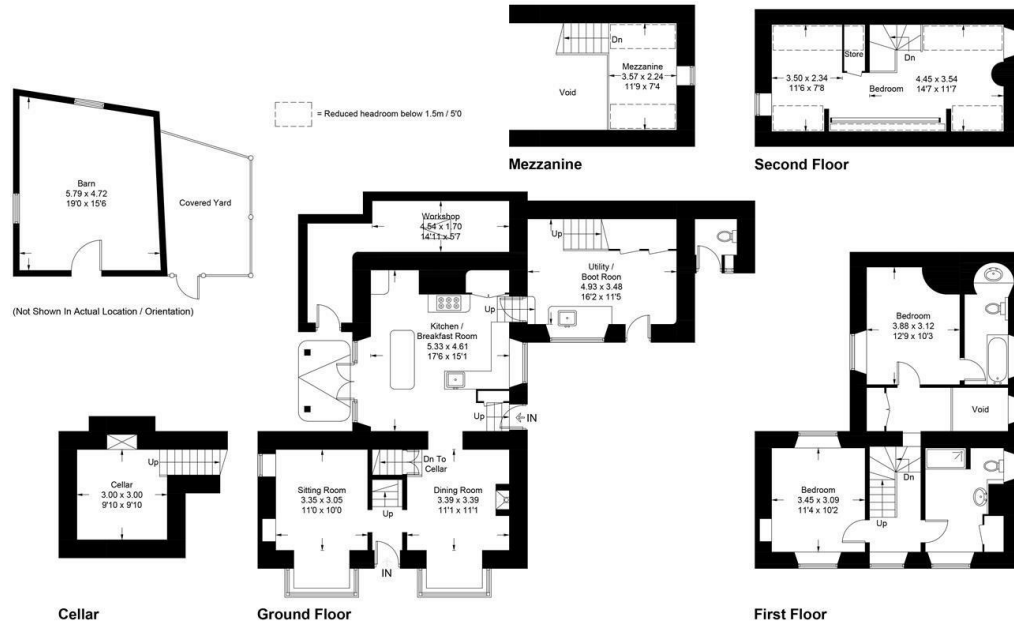 Dn
Mezzanine
3.57 x 2.24
11'9 x 7'4
Void
Mezzanine
Store
Dn
3.50 x 2.34
11'6 x 7'8
Bedroom
4.45 x 3.54
14'7 x 11'7
Second Floor
= Reduced headroom below 1.5m / 5'0
Barn
5.79 x 4.72
19'0 x 15'6
Covered Yard
(Not Shown In Actual Location / Orientation)
Workshop
4.54 x 1.70
14'11 x 5'7
Up
Utility /
Boot Room
4.93 x 3.48
16'2 x 11'5
Kitchen /
Breakfast Room
5.33 x 4.61
17'6 x 15'1
Up
Up
IN
Dn To
Cellar
Sitting Room
3.35 x 3.05
11'0 x 10'0
Up
Dining Room
3.39 x 3.39
11'1 x 11'1
IN
Ground Floor
Up
Cellar
3.00 x 3.00
9'10 x 9'10
Cellar
Bedroom
3.88 x 3.12
12'9 x 10'3
Void
Bedroom
3.45 x 3.09
11'4 x 10'2
Dn
Up
First Floor